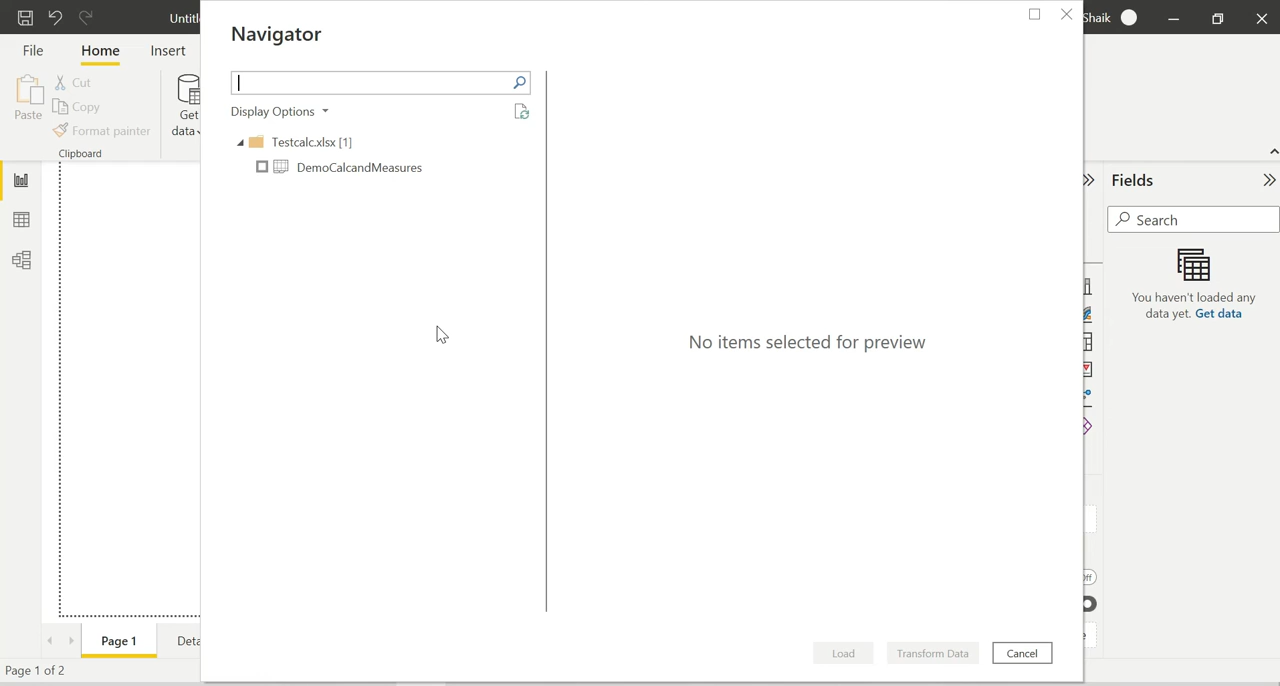 Untitl
Navigator
Shaik
File
Home
Insert
Paste
Cut
Copy
Format painter
Clipboard
Get
data
Display Options
Testcalc.xlsx [1]
DemoCalcandMeasures
No items selected for preview
Fields
Search
You haven't loaded any
data yet. Get data
Load
Transform Data
Cancel
Page 1
Deta
Page 1 of 2